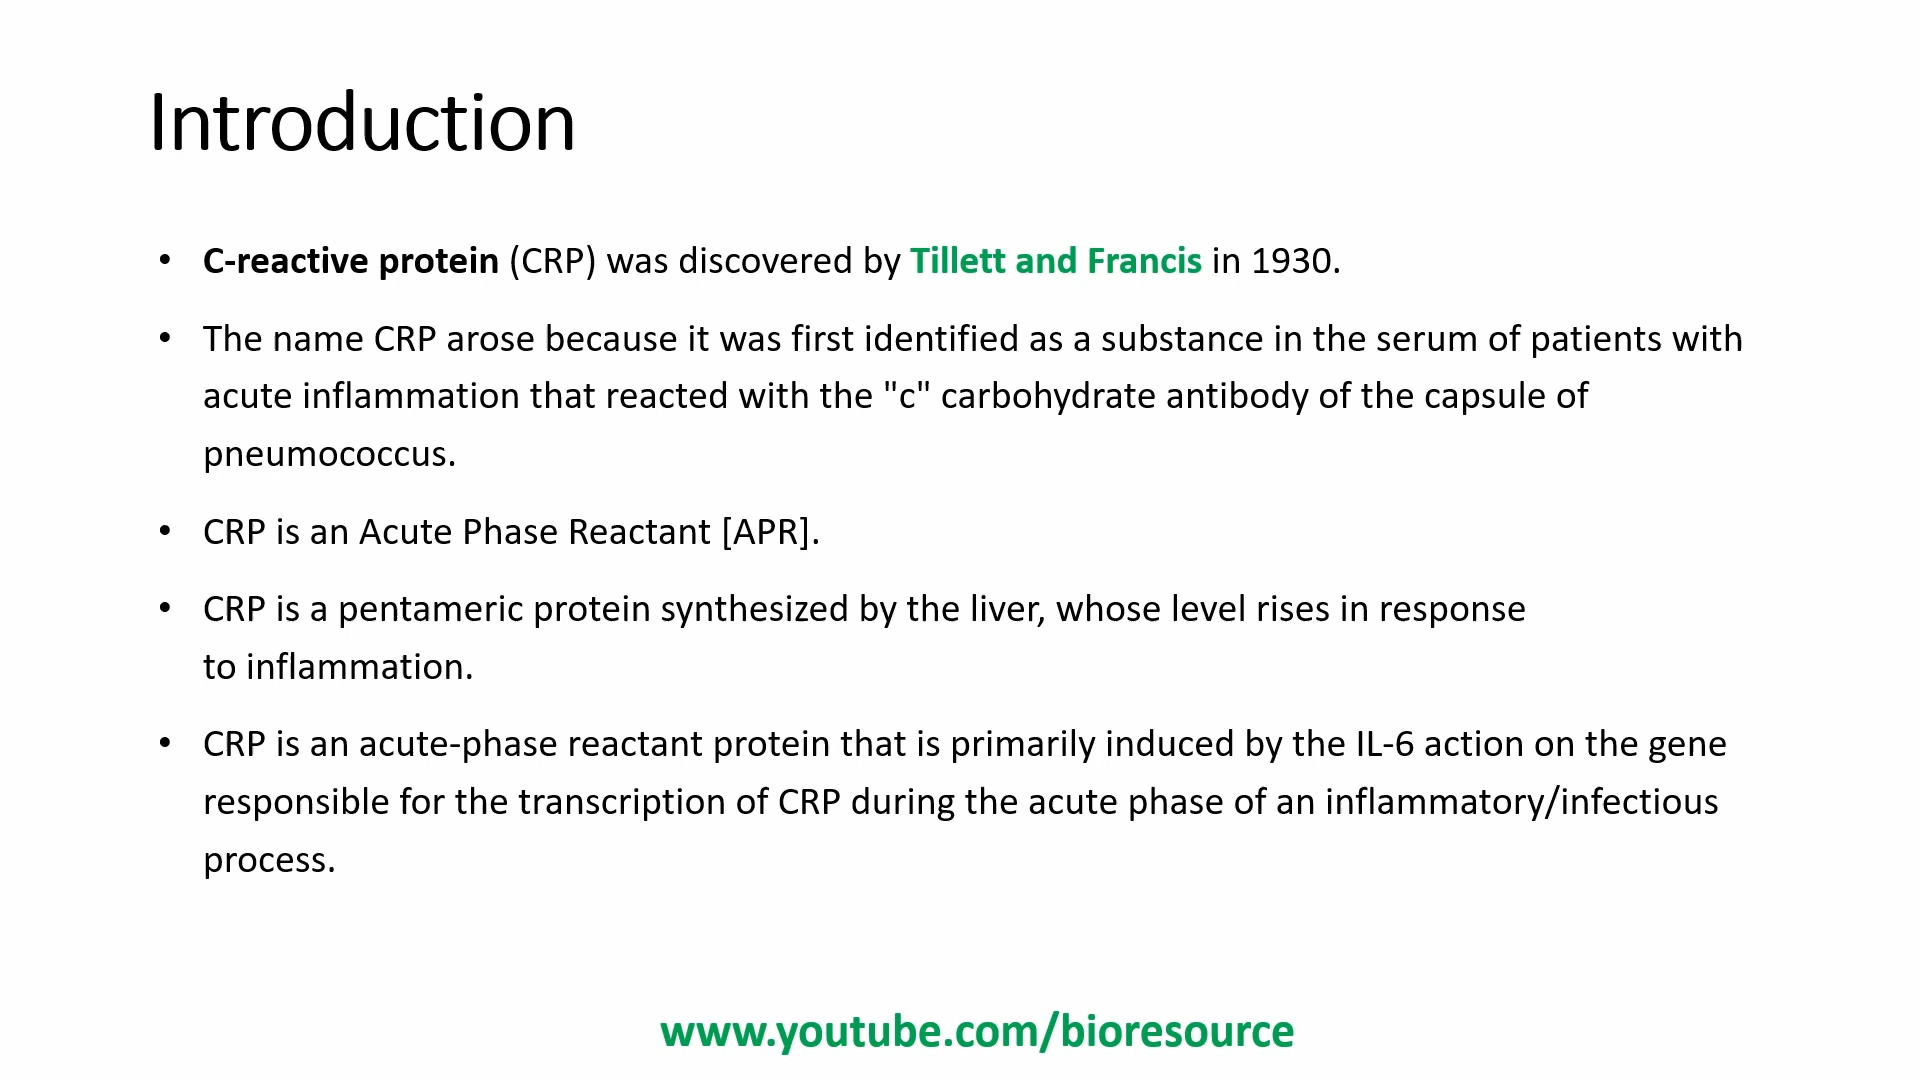 Introduction
• C-reactive protein (CRP) was discovered by Tillett and Francis in 1930.
• The name CRP arose because it was first identified as a substance in the serum of patients with
acute inflammation that reacted with the "c" carbohydrate antibody of the capsule of
pneumococcus.
• CRP is an Acute Phase Reactant [APR].
• CRP is a pentameric protein synthesized by the liver, whose level rises in response
to inflammation.
• CRP is an acute-phase reactant protein that is primarily induced by the IL-6 action on the gene
responsible for the transcription of CRP during the acute phase of an inflammatory/infectious
process.
www.youtube.com/bioresource